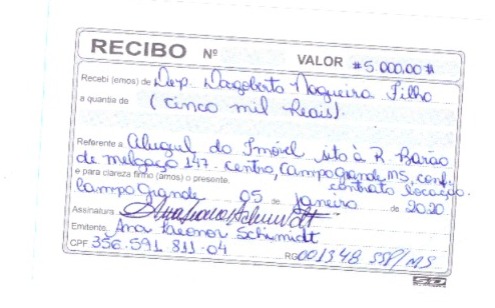 RECIBO Nº VALOR #5.000,00#
Recebi (emos) de Dep. Dagoberto Nogueira Filho
a quantia de (Cinco mil Reais).
Referente a Aluguel do Imóvel sito à R. Barão
de melgaço 147. Centro, Campo Grande, MS, conf.
contrato locação.
e para clareza firmo (amos) o presente.
Campo Grande 05 de Janeiro de 2020
Assinatura
Emitente Ana Leonor Schimidt
CPF 356.591.811-04 RG 001348 SSP/MS